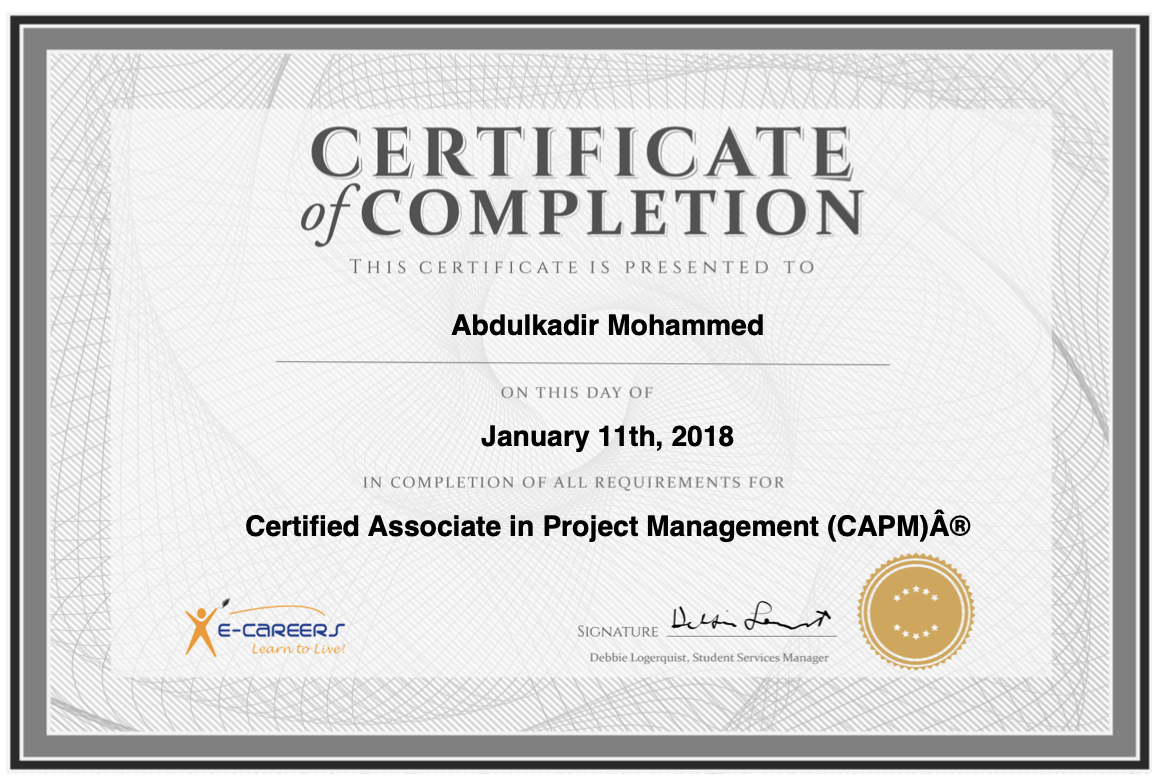 CERTIFICATE
of COMPLETION
THIS CERTIFICATE IS PRESENTED TO
Abdulkadir Mohammed
ON THIS DAY OF
January 11th, 2018
IN COMPLETION OF ALL REQUIREMENTS FOR
Certified Associate in Project Management (CAPM)Â®
E-CAREERS
Learn to Live!
SIGNATURE
Debbie Logerquist, Student Services Manager